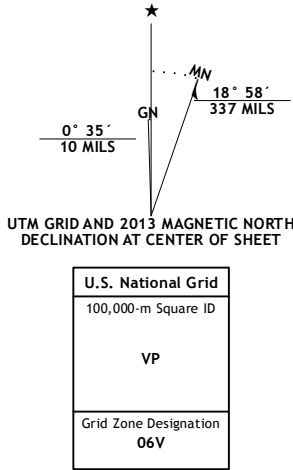 ★
MN
18° 58´
337 MILS
GN
0° 35´
10 MILS
UTM GRID AND 2013 MAGNETIC NORTH
DECLINATION AT CENTER OF SHEET
U.S. National Grid
100,000-m Square ID
VP
Grid Zone Designation
06V